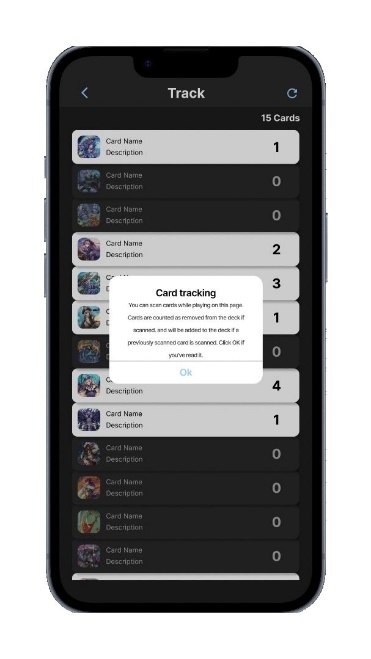 Track
15 Cards
Card Name
Description
1
Card Name
Description
0
Card Name
Description
0
Card Name
Description
2
C
3
C
1
0
Card tracking
You can scan cards while playing on this page.
Cards are counted as removed from the deck if
scanned, and will be added to the deck if a
previously scanned card is scanned. Click OK if
you've read it.
Ok
C
Description
4
Card Name
Description
1
Card Name
Description
0
Card Name
Description
0
Card Name
Description
0
Card Name
Description
0